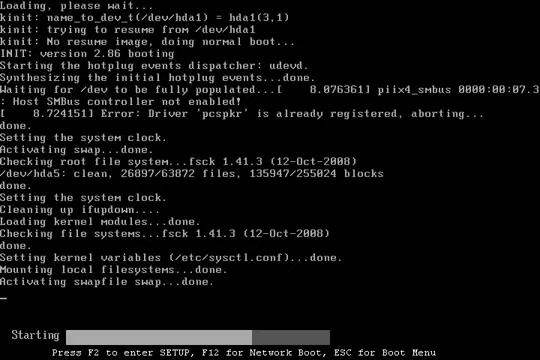 Loading, please wait...
kinit: name_to_dev_t(/dev/hda1) = hda1(3,1)
kinit: trying to resume from /dev/hda1
kinit: No resume image, doing normal boot...
INIT: version 2.86 booting
Starting the hotplug events dispatcher: udevd.
Synthesizing the initial hotplug events...done.
Waiting for /dev to be fully populated...[    8.076361] piix4_smbus 0000:00:07.3
: Host SMBus controller not enabled!
[    8.724151] Error: Driver 'pcspkr' is already registered, aborting...
done.
Setting the system clock.
Activating swap...done.
Checking root file system...fsck 1.41.3 (12-Oct-2008)
/dev/hda5: clean, 26897/63872 files, 135947/255024 blocks
done.
Setting the system clock.
Cleaning up ifupdown....
Loading kernel modules...done.
Checking file systems...fsck 1.41.3 (12-Oct-2008)
done.
Setting kernel variables (/etc/sysctl.conf)...done.
Mounting local filesystems...done.
Activating swapfile swap...done.
Starting
Press F2 to enter SETUP, F12 for Network Boot, ESC for Boot Menu